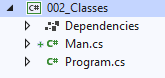 C# 002_Classes
Dependencies
+ C# Man.cs
C# Program.cs